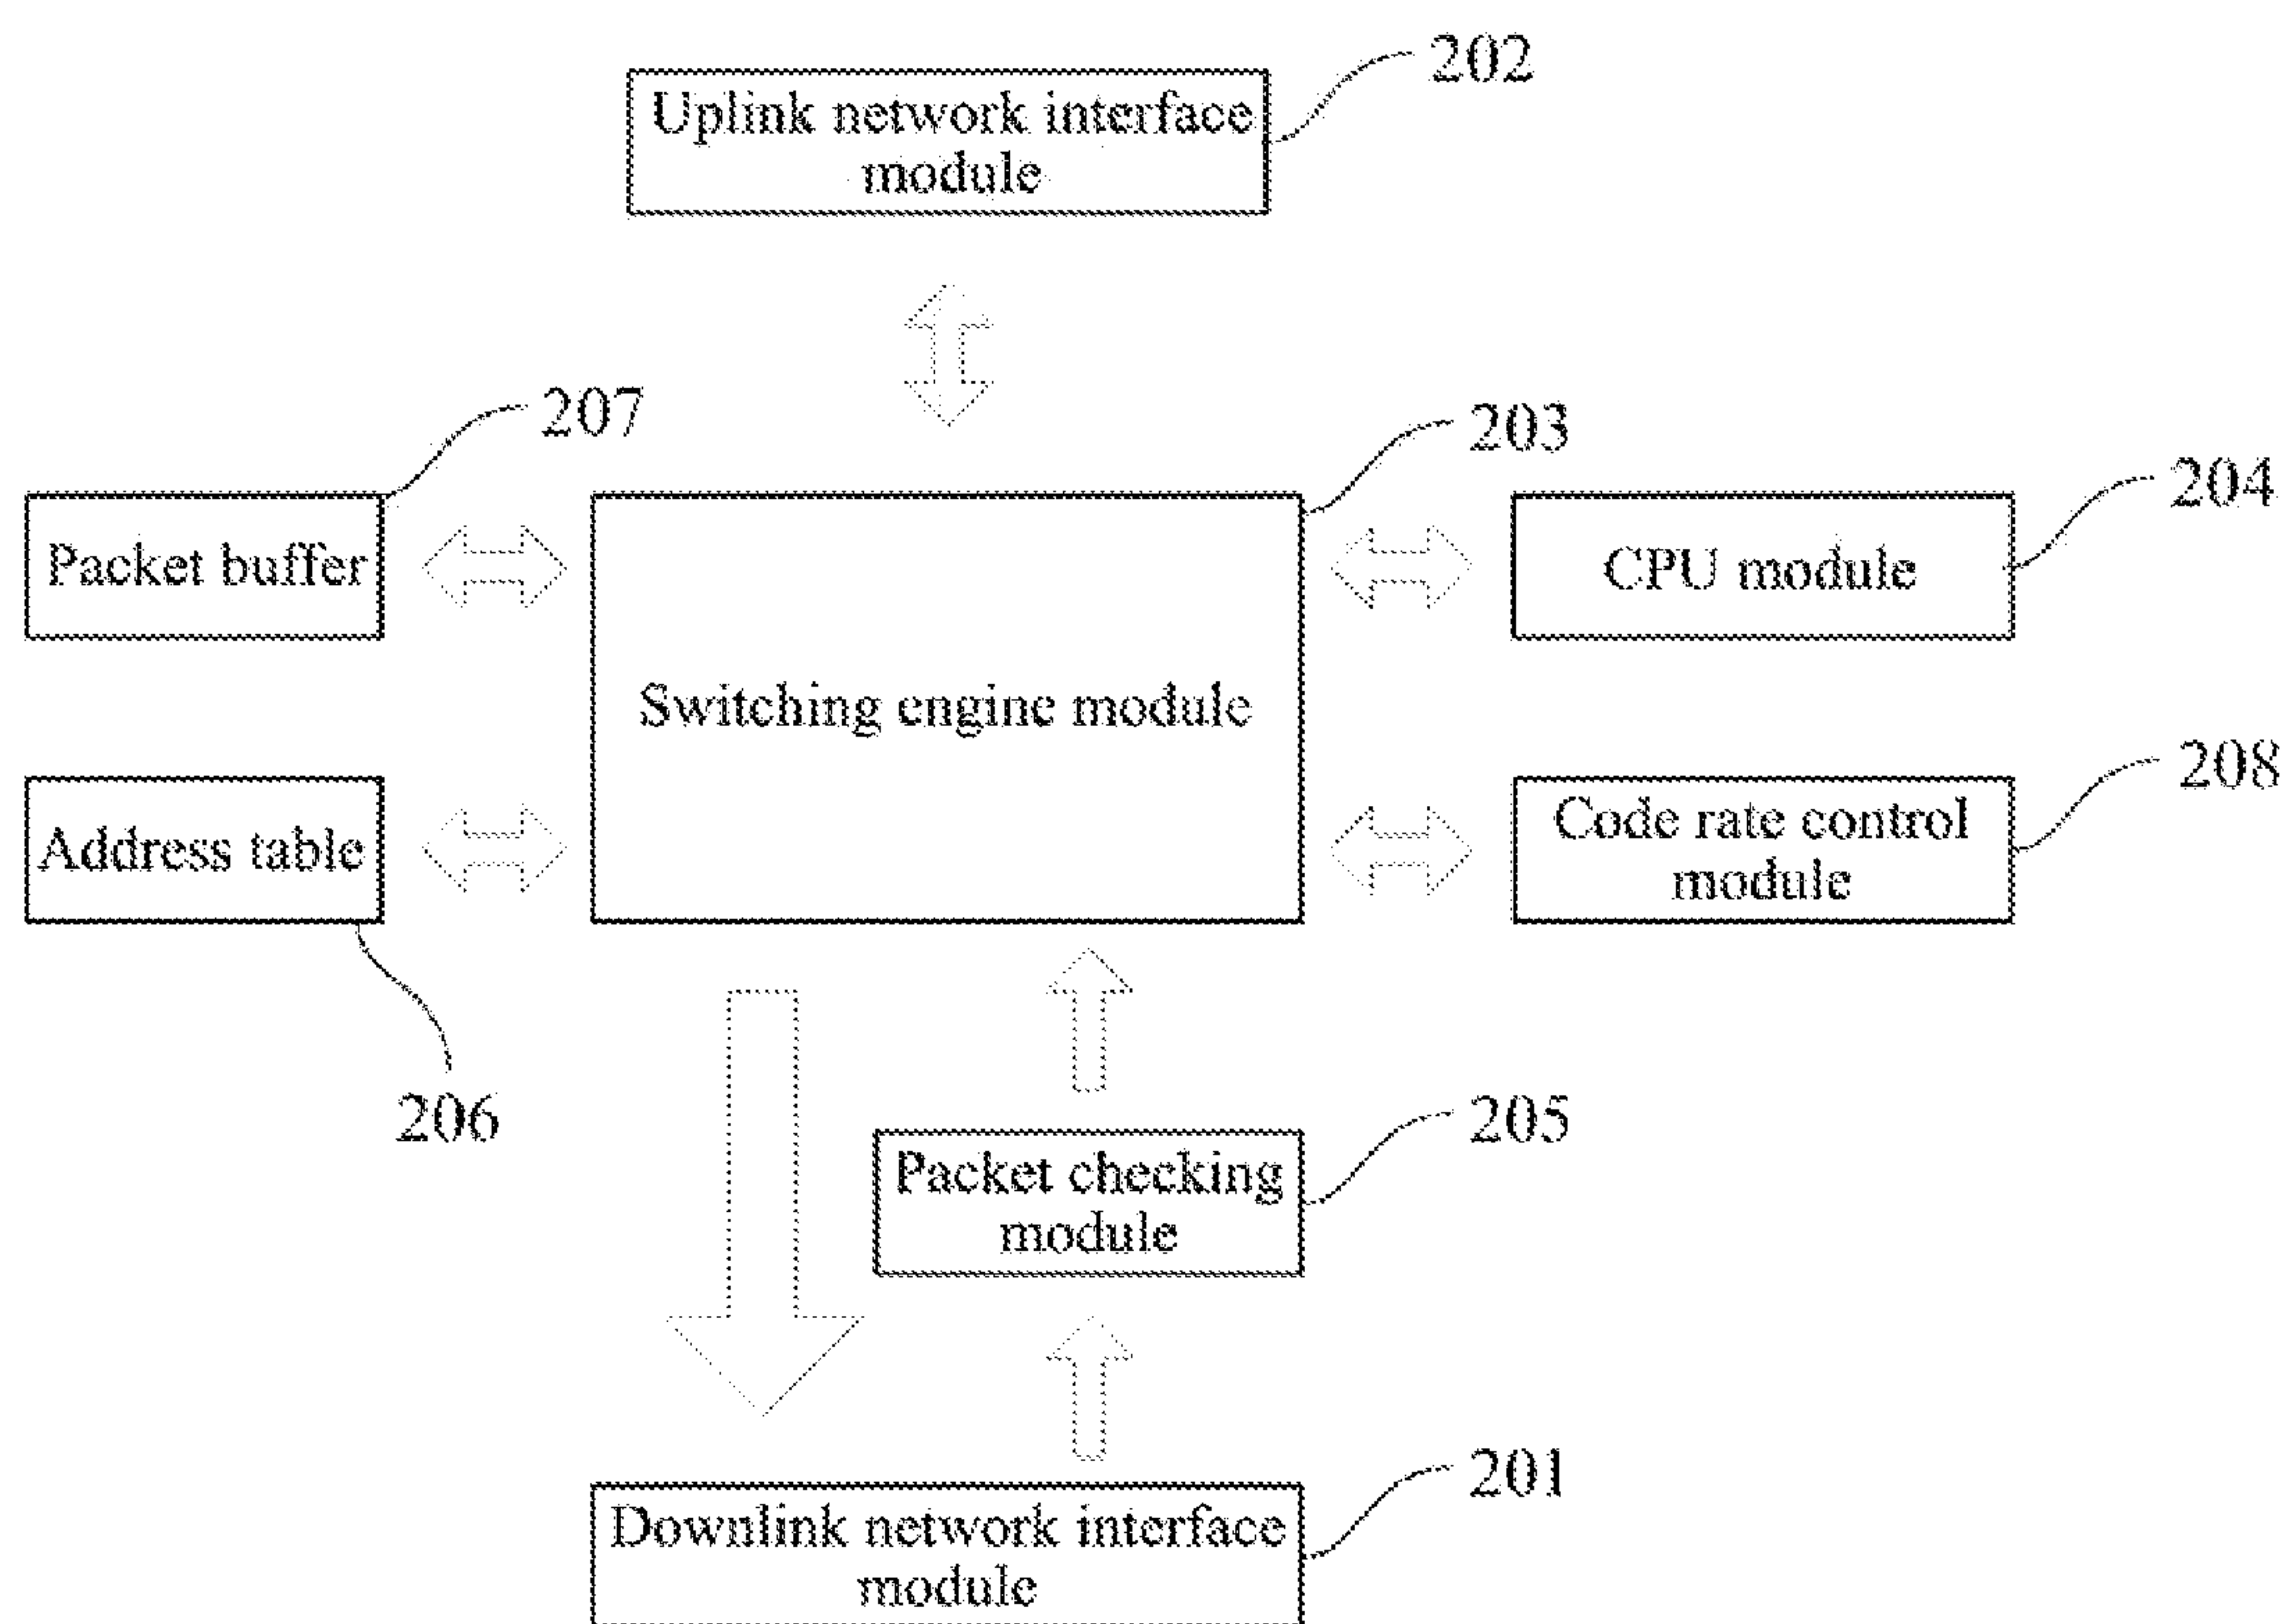 202
Uplink network interface
module
207
203
204
Packet buffer
CPU module
Switching engine module
208
Address table
Code rate control
module
206
205
Packet checking
module
201
Downlink network interface
module